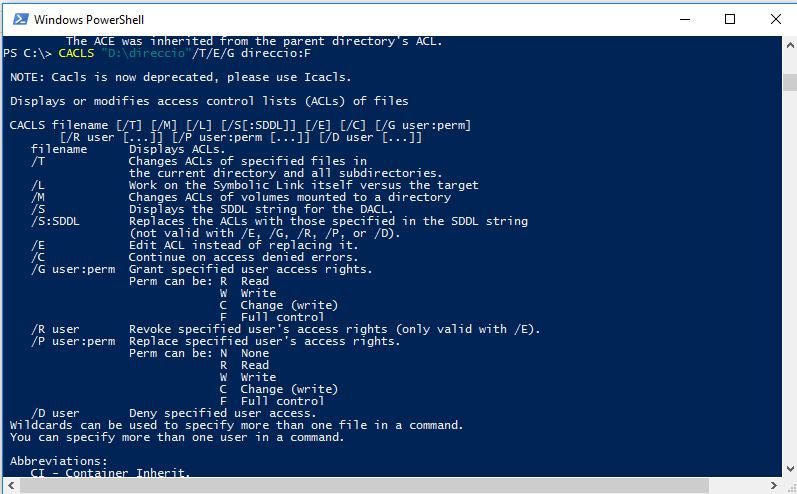 Windows PowerShell
The ACE was inherited from the parent directory's ACL.
PS C:\> CACLS "D:\direccio"/T/E/G direccio:F
NOTE: Cacls is now deprecated, please use Icacls.
Displays or modifies access control lists (ACLs) of files
CACLS filename [/T] [/M] [/L] [/S[:SDDL]] [/E] [/C] [/G user:perm]
[/R user [...]] [/P user:perm [...]] [/D user [...]]
filename Displays ACLs.
/T Changes ACLs of specified files in
the current directory and all subdirectories.
/L Work on the Symbolic Link itself versus the target
/M Changes ACLs of volumes mounted to a directory
/S Displays the SDDL string for the DACL.
/S:SDDL Replaces the ACLs with those specified in the SDDL string
(not valid with /E, /G, /R, /P, or /D).
/E Edit ACL instead of replacing it.
/C Continue on access denied errors.
/G user:perm Grant specified user access rights.
Perm can be: R Read
W Write
C Change (write)
F Full control
/R user Revoke specified user's access rights (only valid with /E).
/P user:perm Replace specified user's access rights.
Perm can be: N None
R Read
W Write
C Change (write)
F Full control
/D user Deny specified user access.
Wildcards can be used to specify more than one file in a command.
You can specify more than one user in a command.
Abbreviations:
CI - Container Inherit.